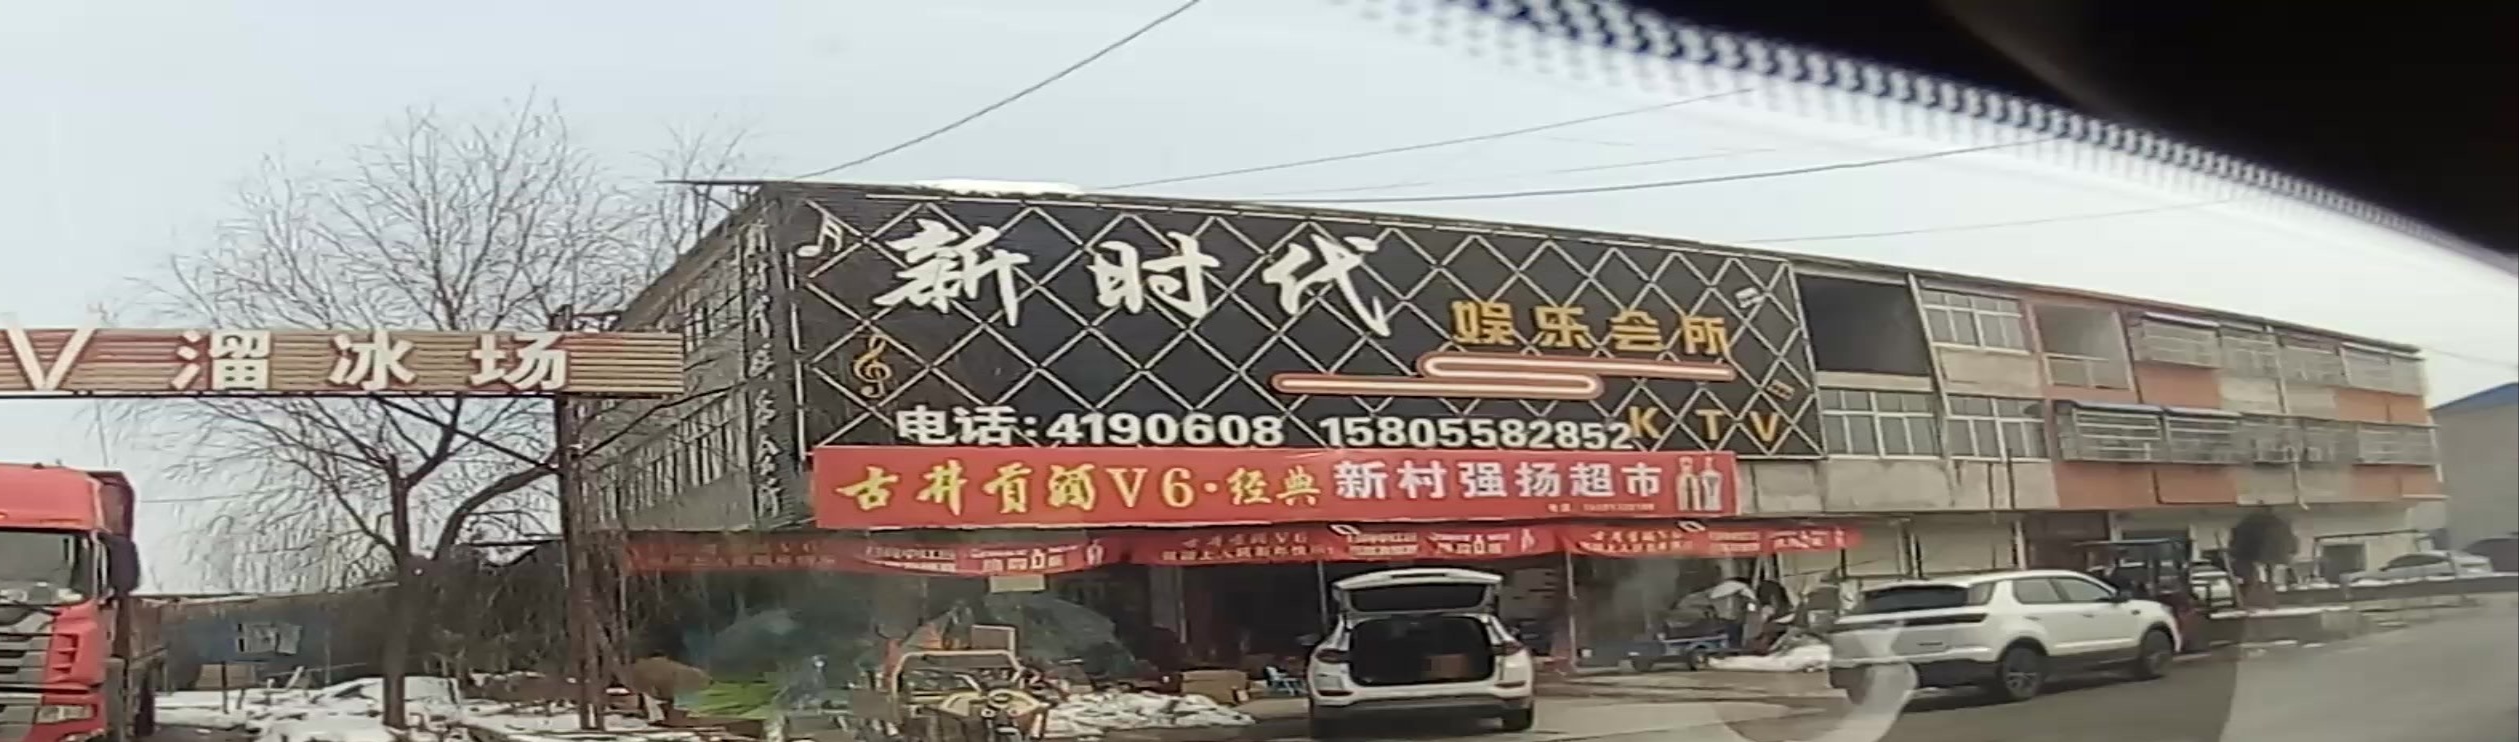 V 溜冰场
新时代
娱乐会所
电话:4190608 15805582852
KTV
古井贡酒V6·经典 新村强扬超市